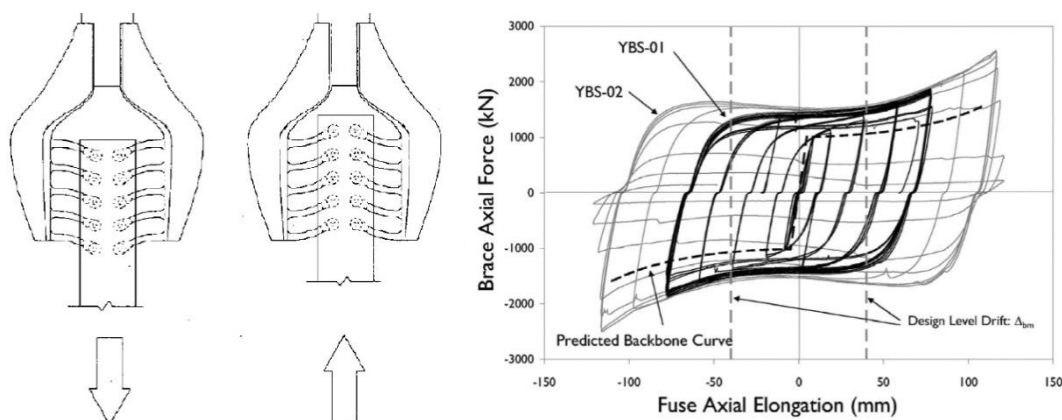 3000
2000
1000
0
-1000
-2000
-3000
Brace Axial Force (kN)
YBS-01
YBS-02
Design Level Drift: Δbm
Predicted Backbone Curve
-150 -100 -50 0 50 100 150
Fuse Axial Elongation (mm)